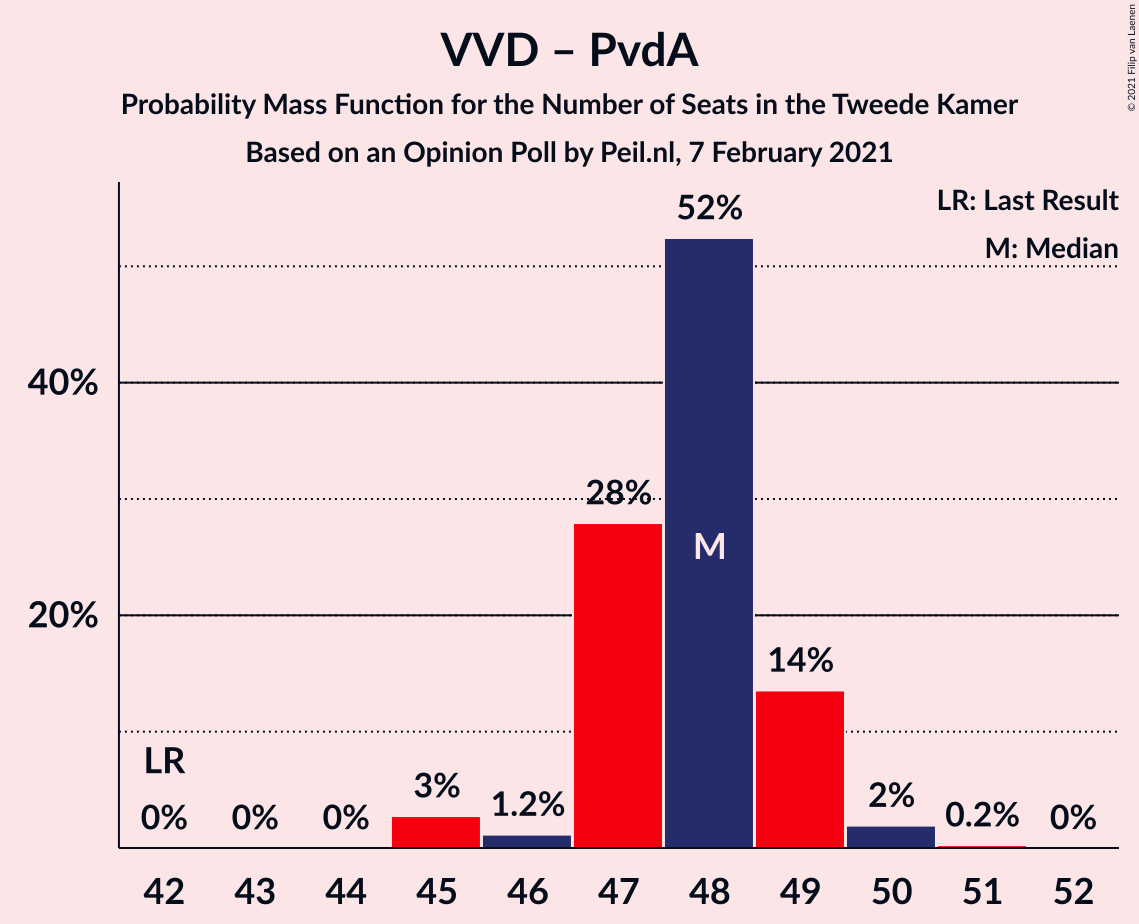 VVD – PvdA
Probability Mass Function for the Number of Seats in the Tweede Kamer
Based on an Opinion Poll by Peil.nl, 7 February 2021
© 2021 Filip van Laenen
LR: Last Result
M: Median
52%
40%
28%
M
20%
14%
LR
3%
1.2%
2%
0.2%
0% 0% 0% 0%
42 43 44 45 46 47 48 49 50 51 52